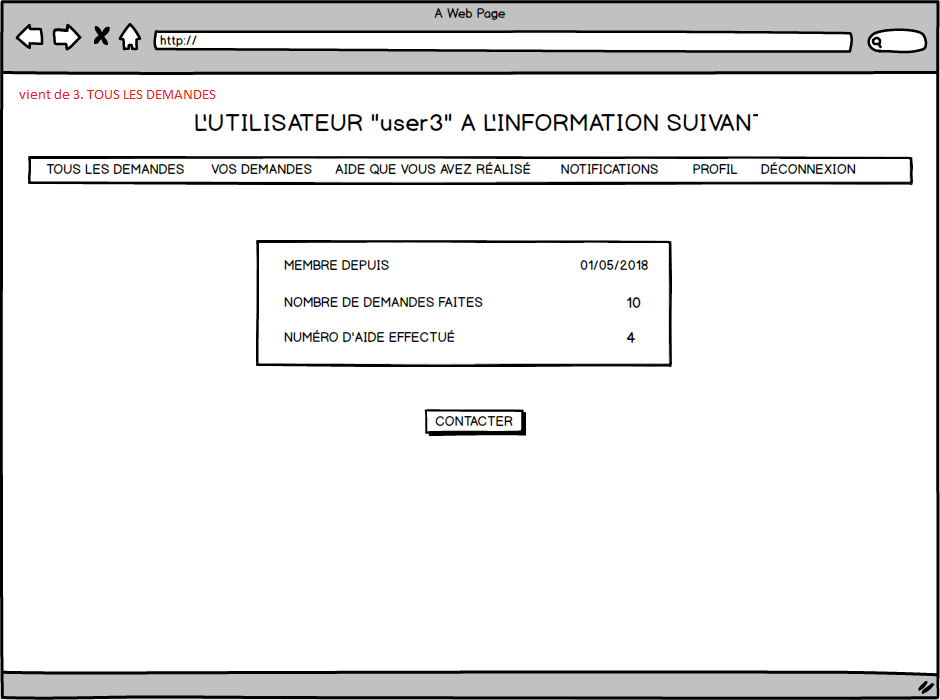 A Web Page
http://
vient de 3. TOUS LES DEMANDES
L'UTILISATEUR "user3" A L'INFORMATION SUIVAN
TOUS LES DEMANDES VOS DEMANDES AIDE QUE VOUS AVEZ RÉALISÉ NOTIFICATIONS PROFIL DÉCONNEXION
MEMBRE DEPUIS 01/05/2018
NOMBRE DE DEMANDES FAITES 10
NUMÉRO D'AIDE EFFECTUÉ 4
CONTACTER